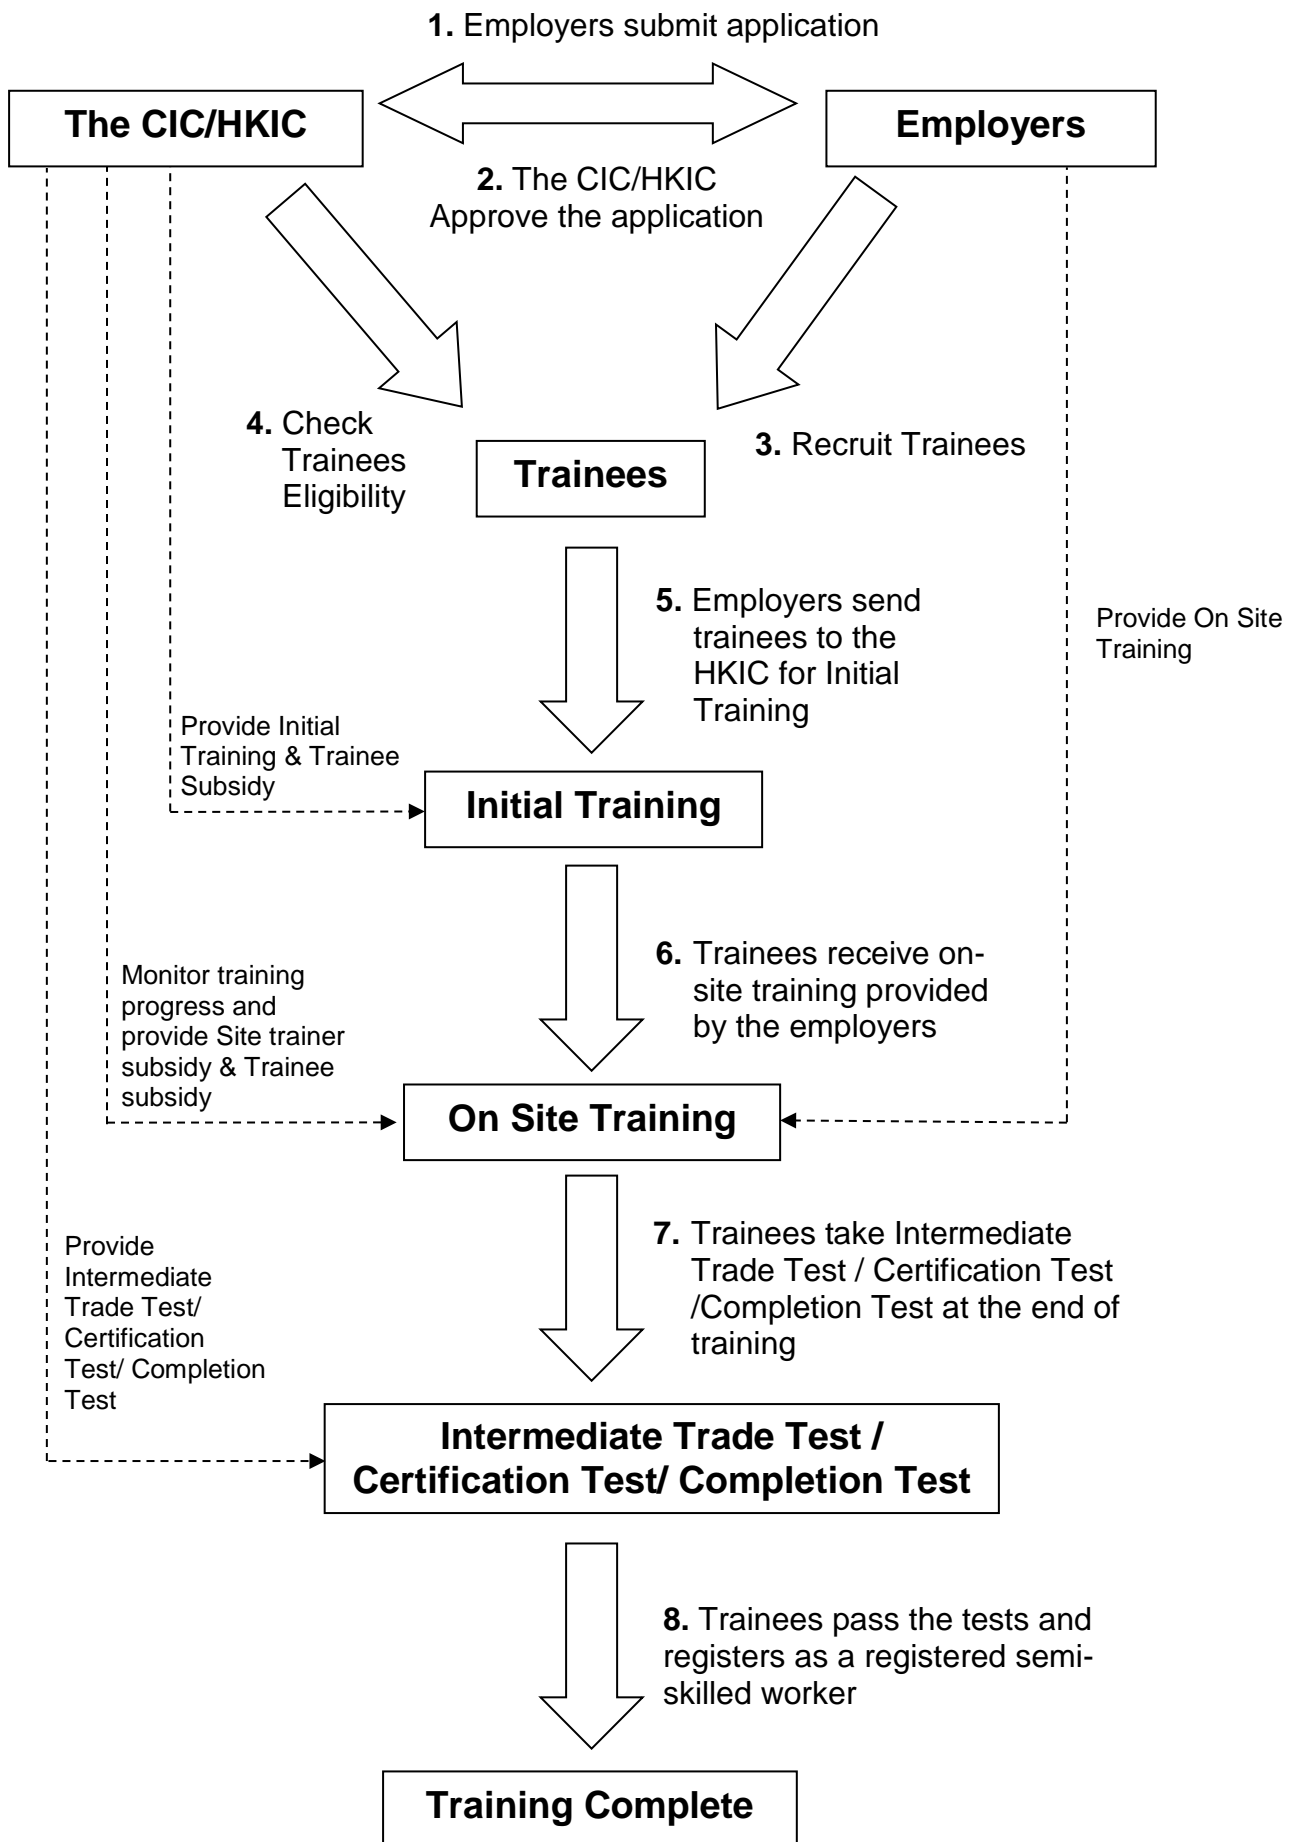 1. Employers submit application
The CIC/HKIC
Employers
2. The CIC/HKIC
Approve the application
4. Check
Trainees
Eligibility
3. Recruit Trainees
Trainees
5. Employers send
trainees to the
HKIC for Initial
Training
Provide On Site
Training
Provide Initial
Training & Trainee
Subsidy
Initial Training
6. Trainees receive on-
site training provided
by the employers
Monitor training
progress and
provide Site trainer
subsidy & Trainee
subsidy
On Site Training
7. Trainees take Intermediate
Trade Test / Certification Test
/Completion Test at the end of
training
Provide
Intermediate
Trade Test/
Certification
Test/ Completion
Test
Intermediate Trade Test /
Certification Test/ Completion Test
8. Trainees pass the tests and
registers as a registered semi-
skilled worker
Training Complete